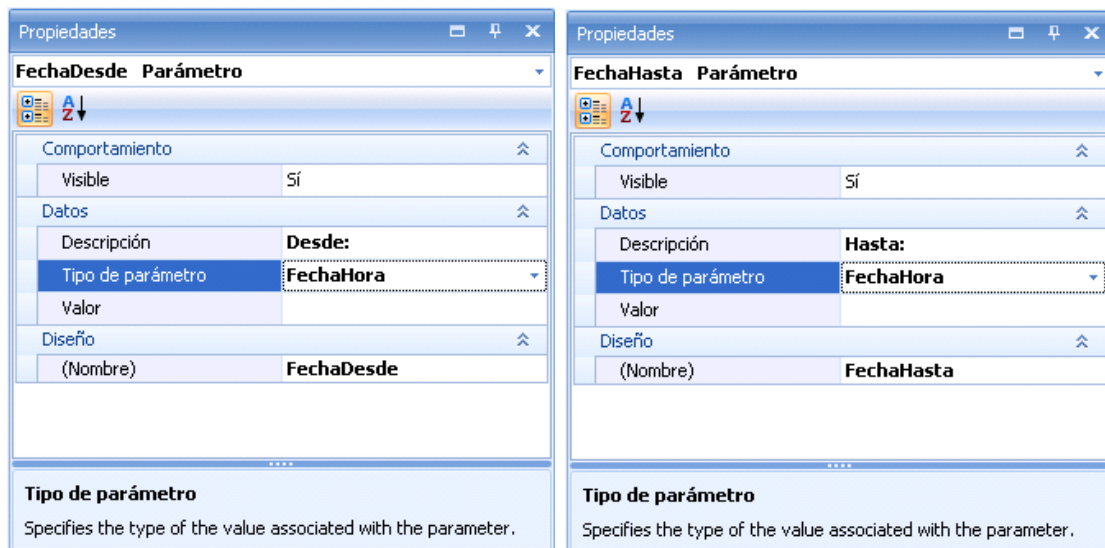 Propiedades
FechaDesde Parámetro
A
Z
Comportamiento
Visible Sí
Datos
Descripción Desde:
Tipo de parámetro FechaHora
Valor
Diseño
(Nombre) FechaDesde
Tipo de parámetro
Specifies the type of the value associated with the parameter.
Propiedades
FechaHasta Parámetro
A
Z
Comportamiento
Visible Sí
Datos
Descripción Hasta:
Tipo de parámetro FechaHora
Valor
Diseño
(Nombre) FechaHasta
Tipo de parámetro
Specifies the type of the value associated with the parameter.